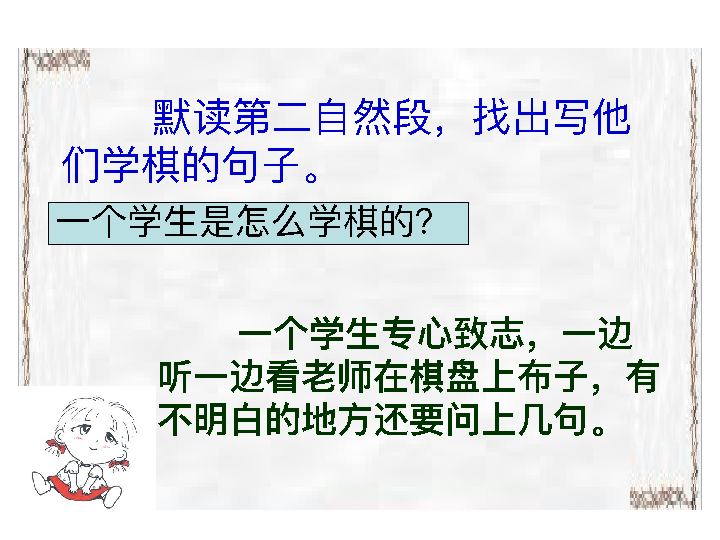 默读第二自然段，找出写他
们学棋的句子。
一个学生是怎么学棋的？
一个学生专心致志，一边
听一边看老师在棋盘上布子，有
不明白的地方还要问上几句。